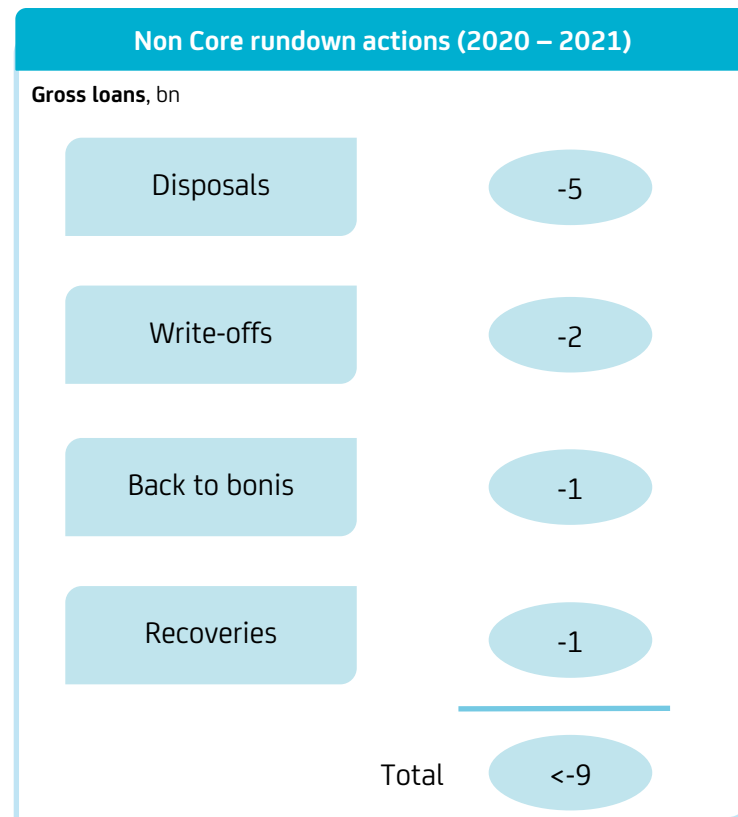 Non Core rundown actions (2020 – 2021)
Gross loans, bn
Disposals -5
Write-offs -2
Back to bonis -1
Recoveries -1
Total <-9